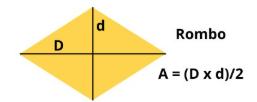 d
D
Rombo
A = (D x d)/2